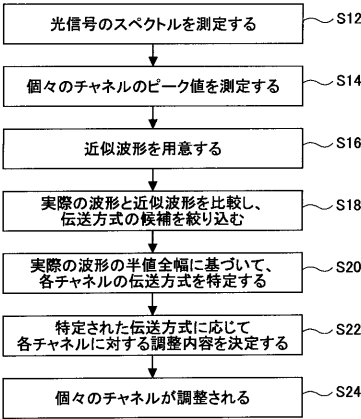 光信号のスペクトルを測定する
S12
個々のチャネルのピーク値を測定する
S14
近似波形を用意する
S16
実際の波形と近似波形を比較し、
伝送方式の候補を絞り込む
S18
実際の波形の半値全幅に基づいて、
各チャネルの伝送方式を特定する
S20
特定された伝送方式に応じて
各チャネルに対する調整内容を決定する
S22
個々のチャネルが調整される
S24